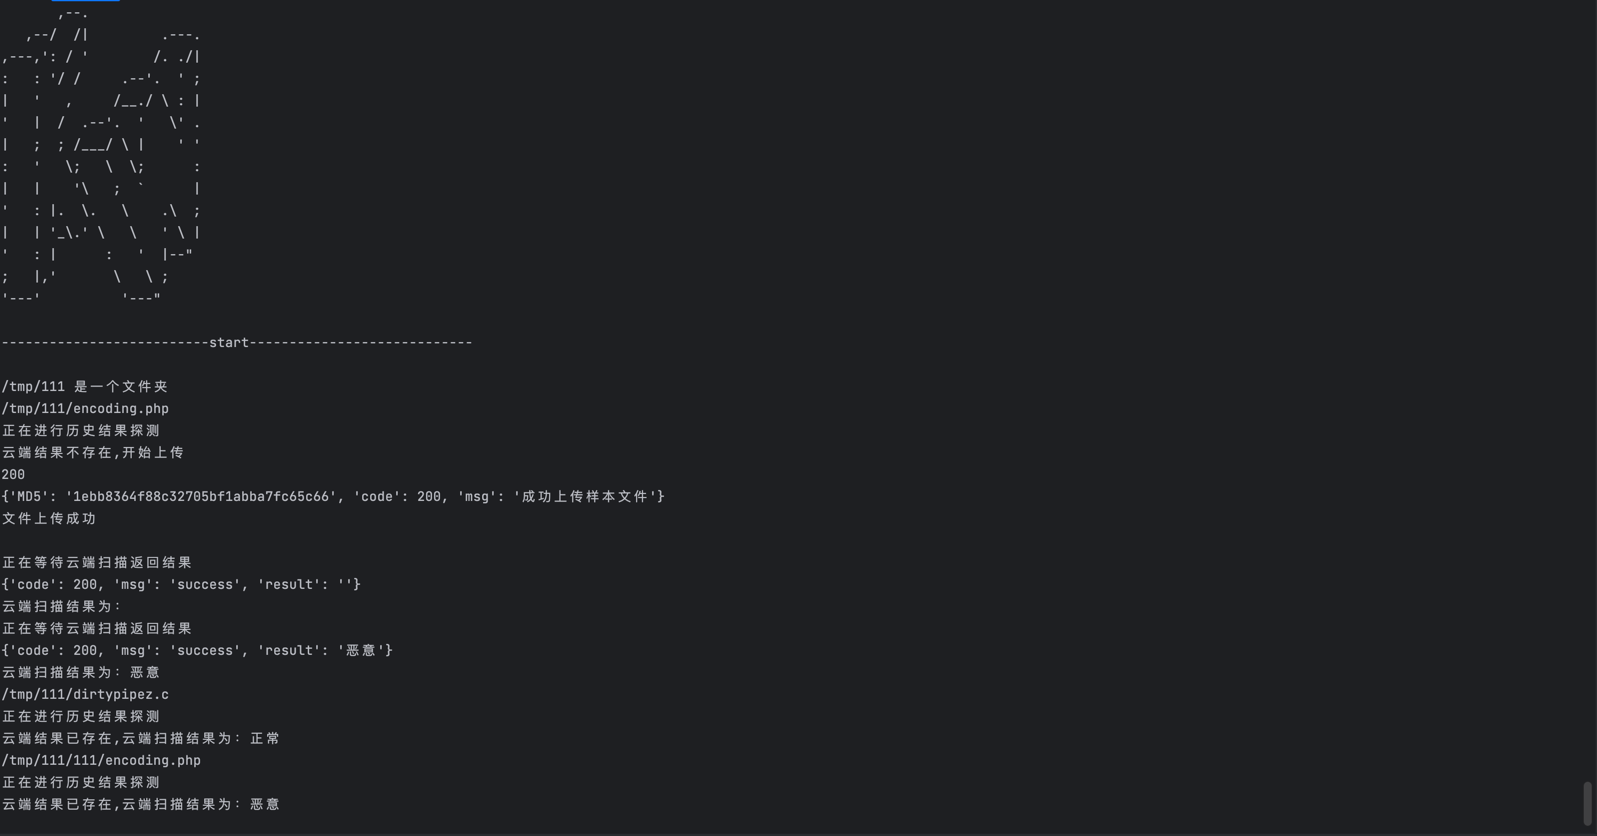 ,--.
   ,--/  /|         .---.
,---,': / '        /. ./|
:   : '/ /     .--'.  ' ;
|   '   ,     /__./ \ : |
'   |  /  .--'.  '   \' .
|   ;  ; /___/ \ |    ' '
:   '   \;   \  \;      :
|   |    '\   ;  `      |
'   : |.  \.   \    .\  ;
|   | '_\.' \   \   ' \ |
'   : |      :   '  |--"
;   |,'       \   \ ;
'---'          '---"
--------------------------start----------------------------
/tmp/111 是一个文件夹
/tmp/111/encoding.php
正在进行历史结果探测
云端结果不存在,开始上传
200
{'MD5': '1ebb8364f88c32705bf1abba7fc65c66', 'code': 200, 'msg': '成功上传样本文件'}
文件上传成功
正在等待云端扫描返回结果
{'code': 200, 'msg': 'success', 'result': ''}
云端扫描结果为：
正在等待云端扫描返回结果
{'code': 200, 'msg': 'success', 'result': '恶意'}
云端扫描结果为：恶意
/tmp/111/dirtypipez.c
正在进行历史结果探测
云端结果已存在,云端扫描结果为：正常
/tmp/111/111/encoding.php
正在进行历史结果探测
云端结果已存在,云端扫描结果为：恶意